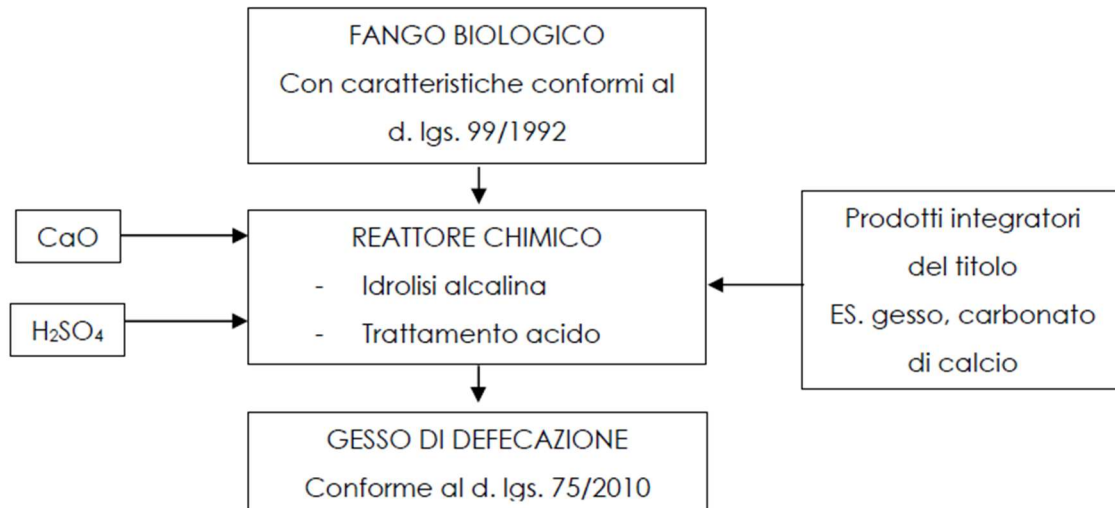 FANGO BIOLOGICO
Con caratteristiche conformi al
d. lgs. 99/1992
CaO
H₂SO₄
REATTORE CHIMICO
- Idrolisi alcalina
- Trattamento acido
Prodotti integratori
del titolo
ES. gesso, carbonato
di calcio
GESSO DI DEFECAZIONE
Conforme al d. lgs. 75/2010